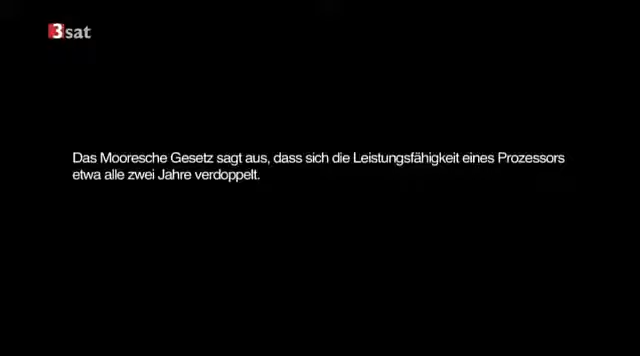 3sat
Das Mooresche Gesetz sagt aus, dass sich die Leistungsfähigkeit eines Prozessors
etwa alle zwei Jahre verdoppelt.